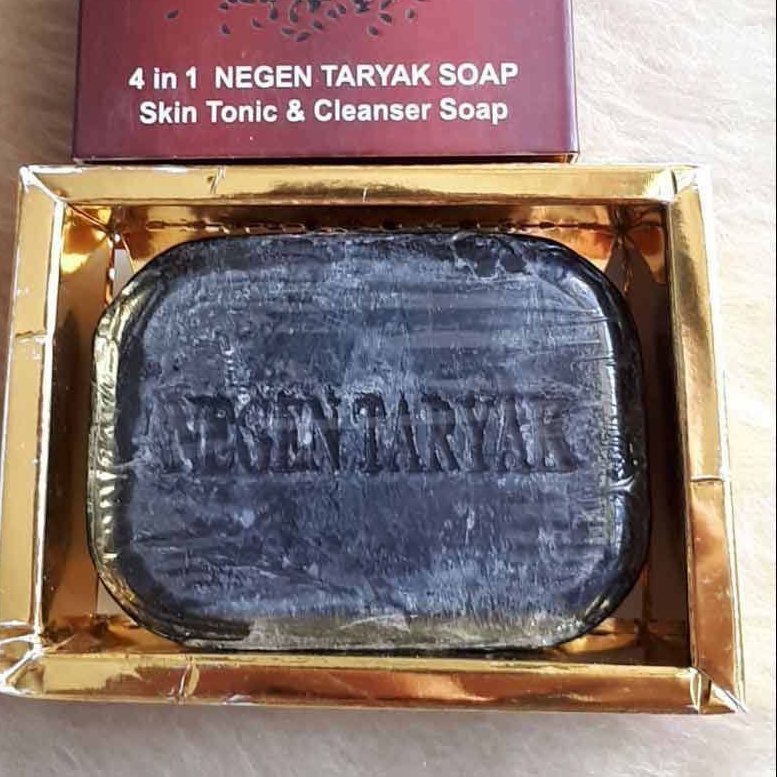 4 in 1 NEGEN TARYAK SOAP
Skin Tonic & Cleanser Soap
NEGEN TARYAK